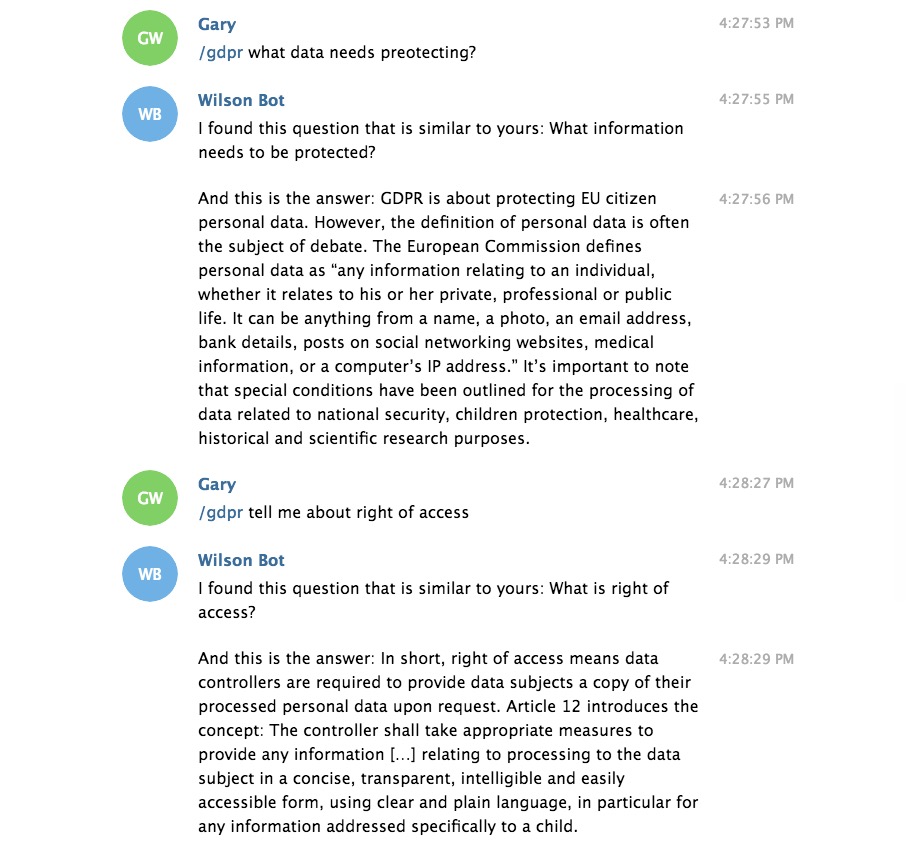 GW
Gary
4:27:53 PM
/gdpr what data needs preotecting?
WB
Wilson Bot
4:27:55 PM
I found this question that is similar to yours: What information
needs to be protected?
And this is the answer: GDPR is about protecting EU citizen
4:27:56 PM
personal data. However, the definition of personal data is often
the subject of debate. The European Commission defines
personal data as “any information relating to an individual,
whether it relates to his or her private, professional or public
life. It can be anything from a name, a photo, an email address,
bank details, posts on social networking websites, medical
information, or a computer’s IP address.” It’s important to note
that special conditions have been outlined for the processing of
data related to national security, children protection, healthcare,
historical and scientific research purposes.
GW
Gary
4:28:27 PM
/gdpr tell me about right of access
WB
Wilson Bot
4:28:29 PM
I found this question that is similar to yours: What is right of
access?
And this is the answer: In short, right of access means data
4:28:29 PM
controllers are required to provide data subjects a copy of their
processed personal data upon request. Article 12 introduces the
concept: The controller shall take appropriate measures to
provide any information […] relating to processing to the data
subject in a concise, transparent, intelligible and easily
accessible form, using clear and plain language, in particular for
any information addressed specifically to a child.